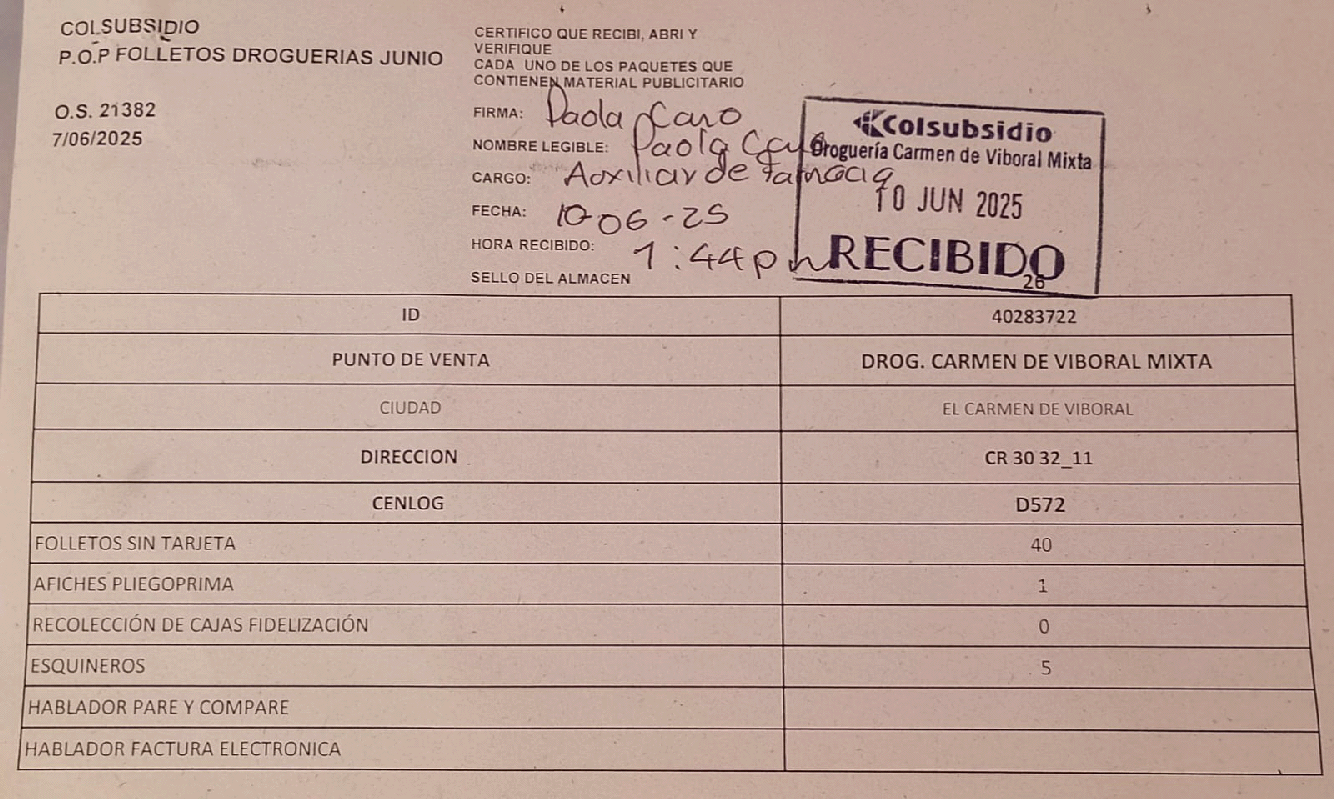 COLSUBSIDIO
P.O.P FOLLETOS DROGUERIAS JUNIO
O.S. 21382
7/06/2025
CERTIFICO QUE RECIBI, ABRI Y
VERIFIQUE
CADA UNO DE LOS PAQUETES QUE
CONTIENEN MATERIAL PUBLICITARIO
FIRMA: Paola Caro
NOMBRE LEGIBLE: Paola Caro
CARGO: Auxiliar de farmacia
FECHA: 10-06-25
HORA RECIBIDO: 1:44pm
SELLO DEL ALMACEN
Colsubsidio
Droguería Carmen de Viboral Mixta
10 JUN 2025
RECIBIDO
26
ID 40283722
PUNTO DE VENTA DROG. CARMEN DE VIBORAL MIXTA
CIUDAD EL CARMEN DE VIBORAL
DIRECCION CR 30 32_11
CENLOG D572
FOLLETOS SIN TARJETA 40
AFICHES PLIEGOPRIMA 1
RECOLECCIÓN DE CAJAS FIDELIZACIÓN 0
ESQUINEROS 5
HABLADOR PARE Y COMPARE
HABLADOR FACTURA ELECTRONICA